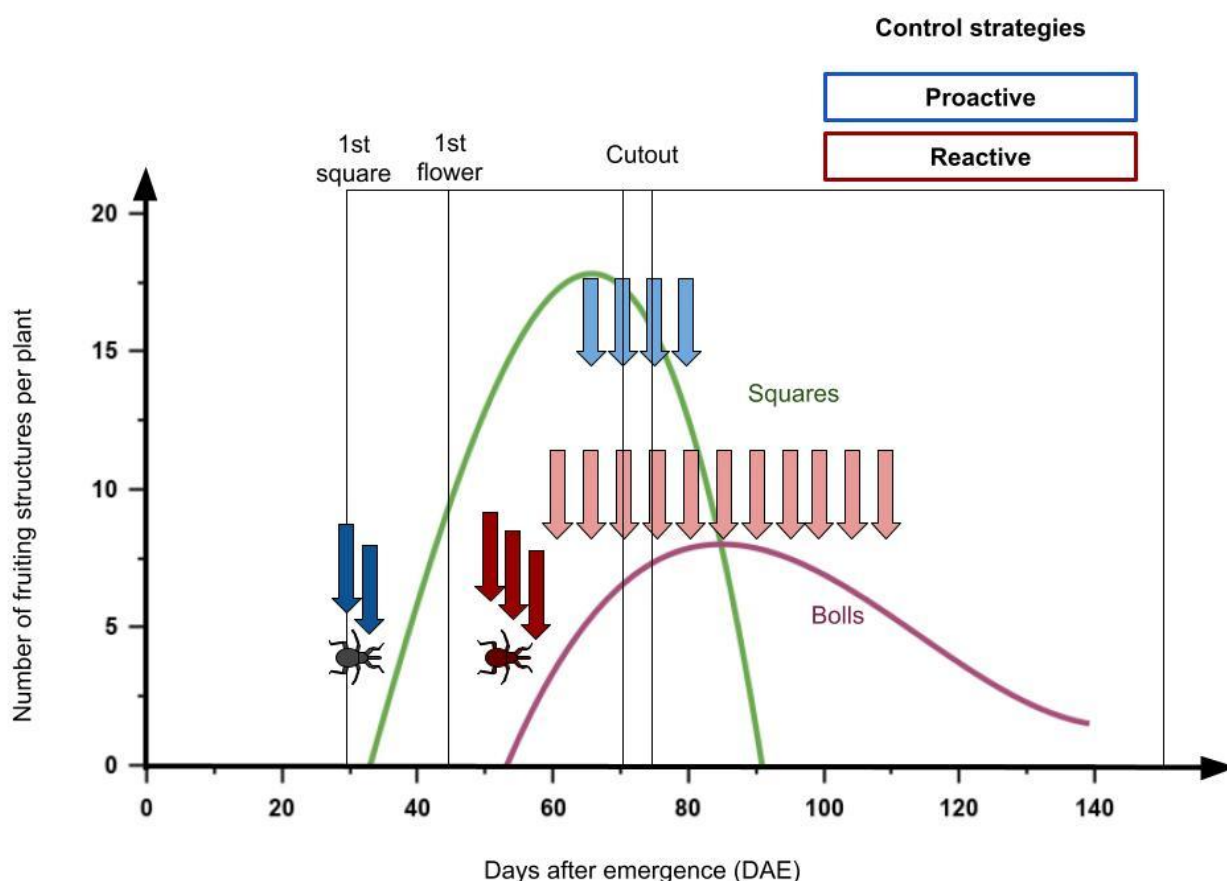 Control strategies
Proactive
Reactive
1st
square
1st
flower
Cutout
20
15
10
5
0
Number of fruiting structures per plant
Squares
Bolls
0
20
40
60
80
100
120
140
Days after emergence (DAE)